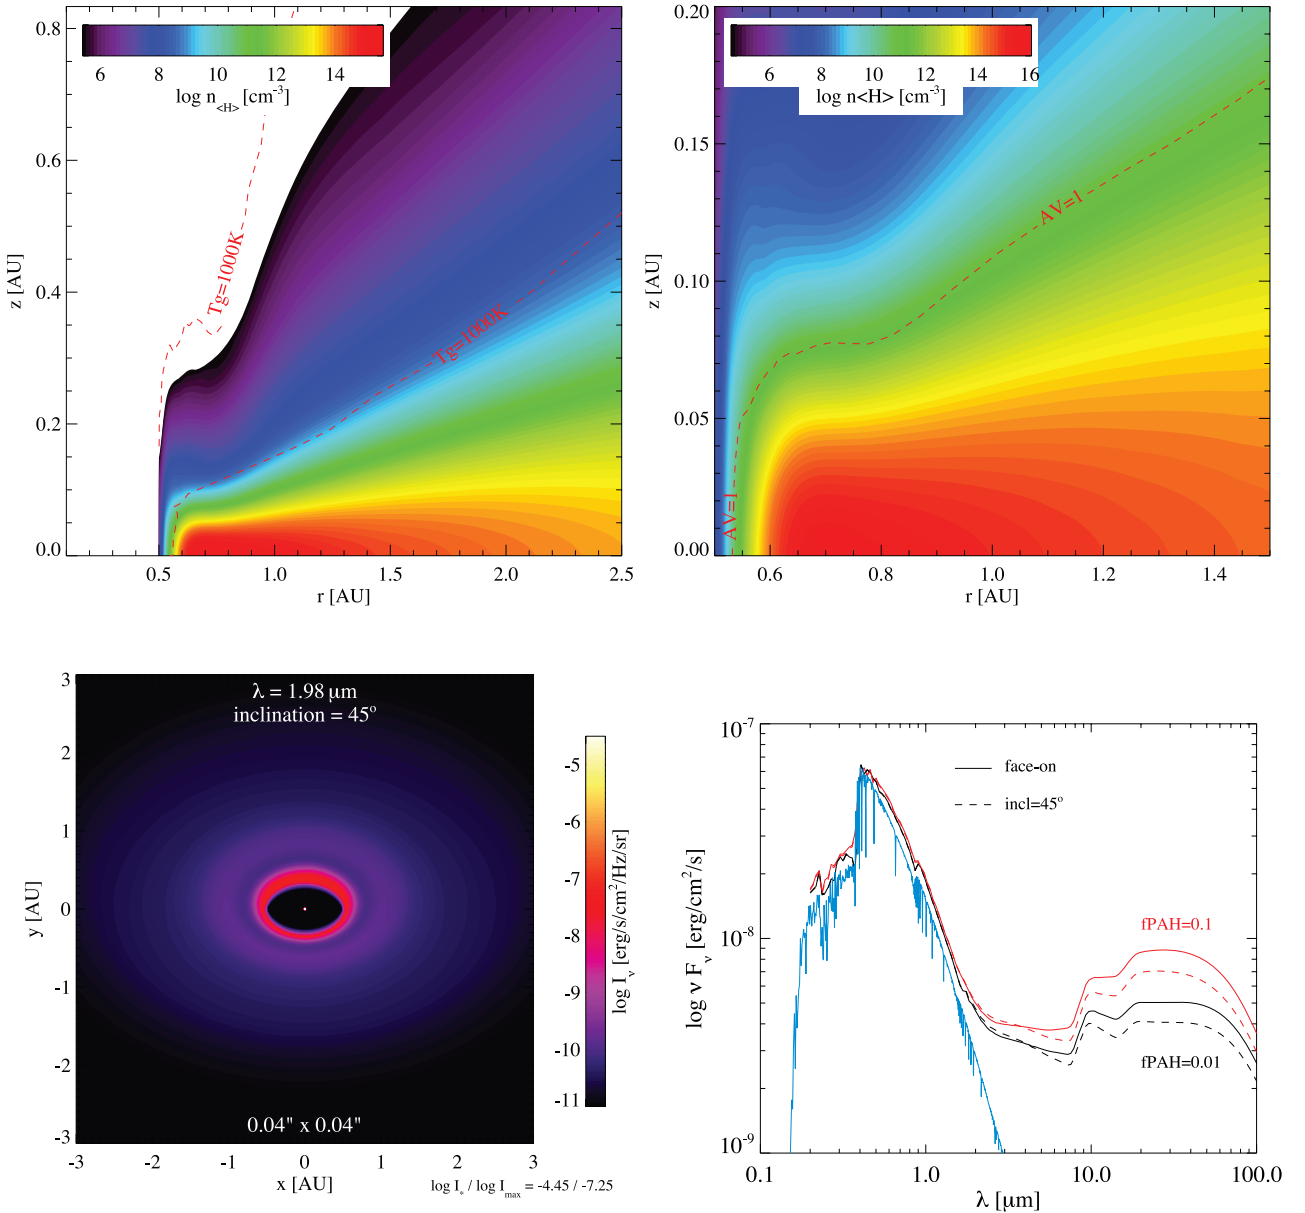 0.8
0.6
0.4
0.2
0.0
z [AU]
6 8 10 12 14
log n<H> [cm-3]
Tg=1000K
Tg=1000K
0.5 1.0 1.5 2.0 2.5
r [AU]
0.20
0.15
0.10
0.05
0.00
z [AU]
6 8 10 12 14 16
log n<H> [cm-3]
AV=1
AV=1
0.6 0.8 1.0 1.2 1.4
r [AU]
3
2
1
0
-1
-2
-3
y [AU]
λ = 1.98 μm
inclination = 45°
0.04" x 0.04"
-3 -2 -1 0 1 2 3
x [AU]
log I* / log Imax = -4.45 / -7.25
-5
-6
-7
-8
-9
-10
-11
log Iν [erg/s/cm2/Hz/sr]
10-7
10-8
10-9
log ν Fν [erg/cm2/s]
face-on
incl=45°
fPAH=0.1
fPAH=0.01
0.1 1.0 10.0 100.0
λ [μm]